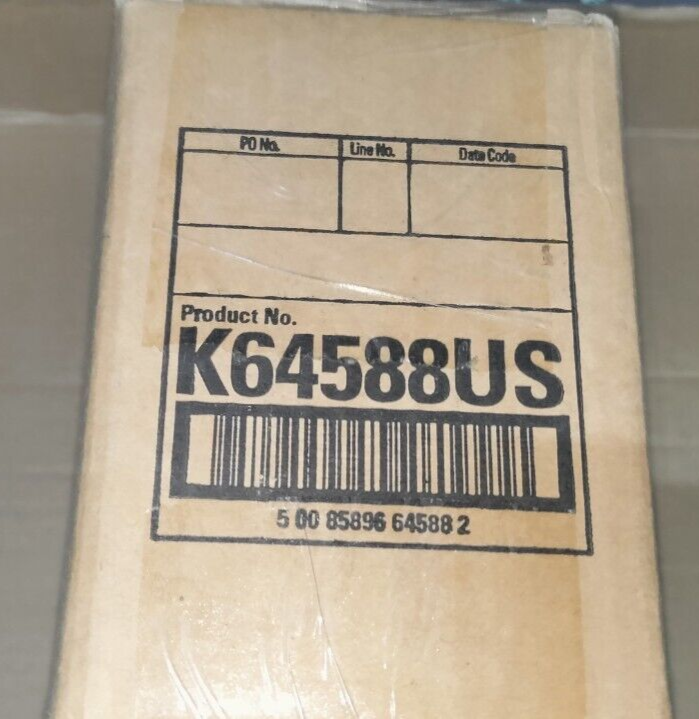 PO No. Line No. Date Code
Product No.
K64588US
5 00 85896 64588 2